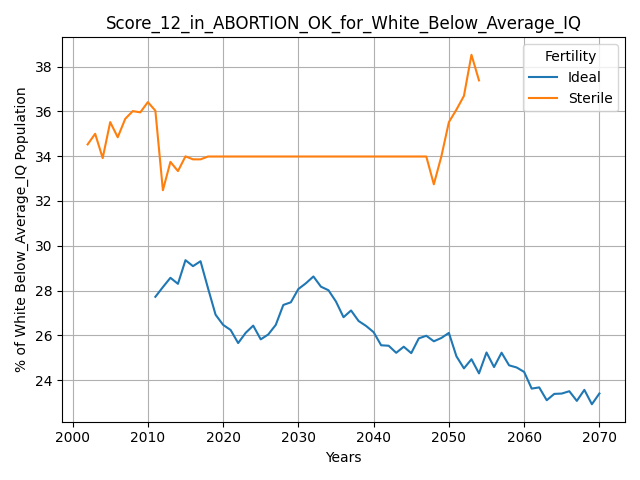 Score_12_in_ABORTION_OK_for_White_Below_Average_IQ
Fertility
Ideal
Sterile
% of White Below_Average_IQ Population
38
36
34
32
30
28
26
24
2000 2010 2020 2030 2040 2050 2060 2070
Years